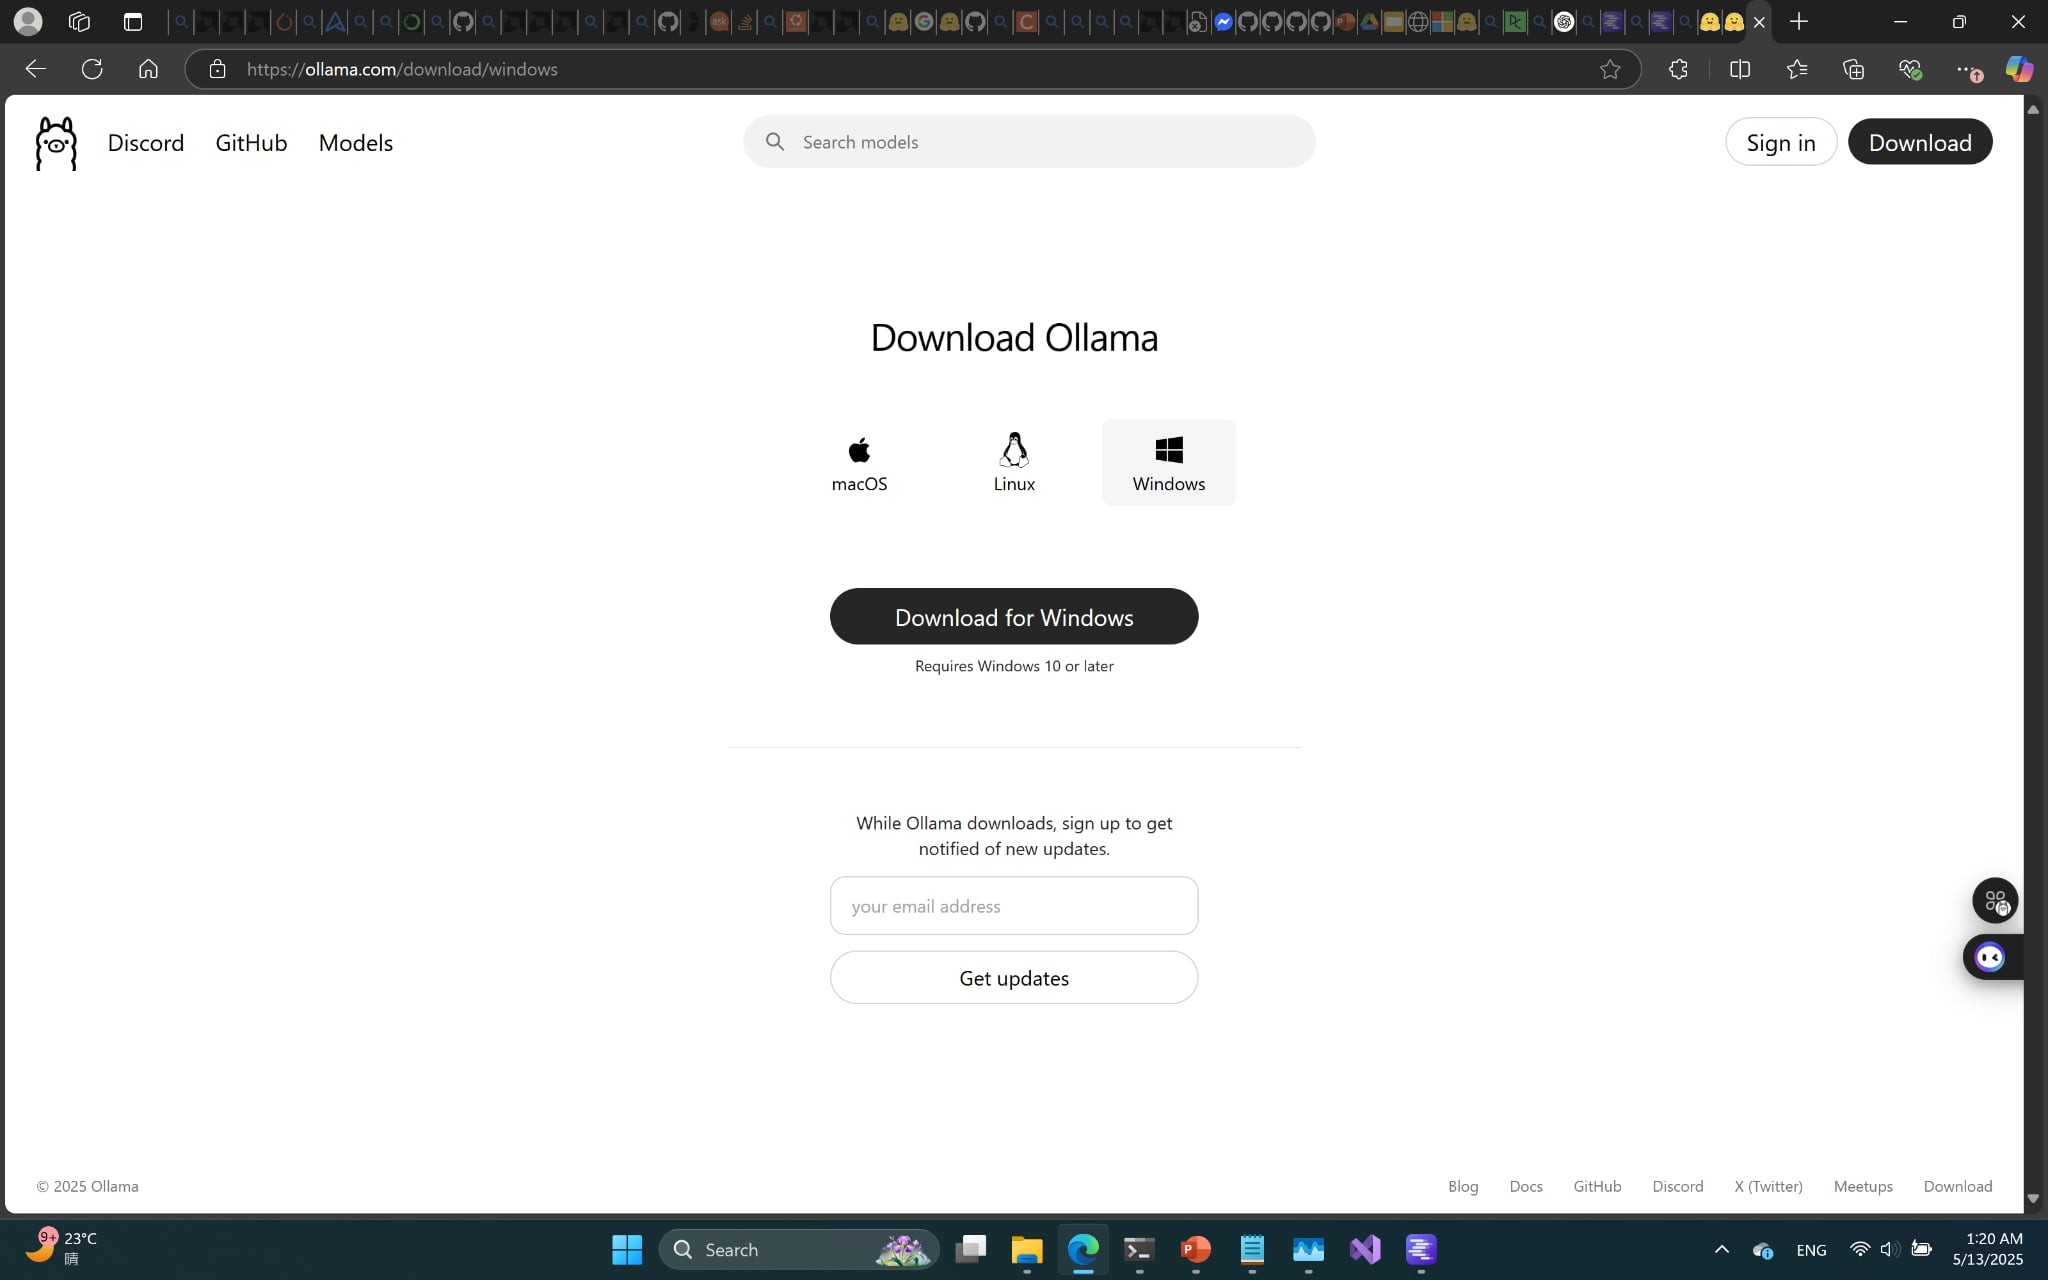 https://ollama.com/download/windows
Discord GitHub Models
Search models
Sign in Download
Download Ollama
macOS Linux Windows
Download for Windows
Requires Windows 10 or later
While Ollama downloads, sign up to get
notified of new updates.
your email address
Get updates
© 2025 Ollama
Blog Docs GitHub Discord X (Twitter) Meetups Download
9+ 23°C
晴
Search
ENG
1:20 AM
5/13/2025